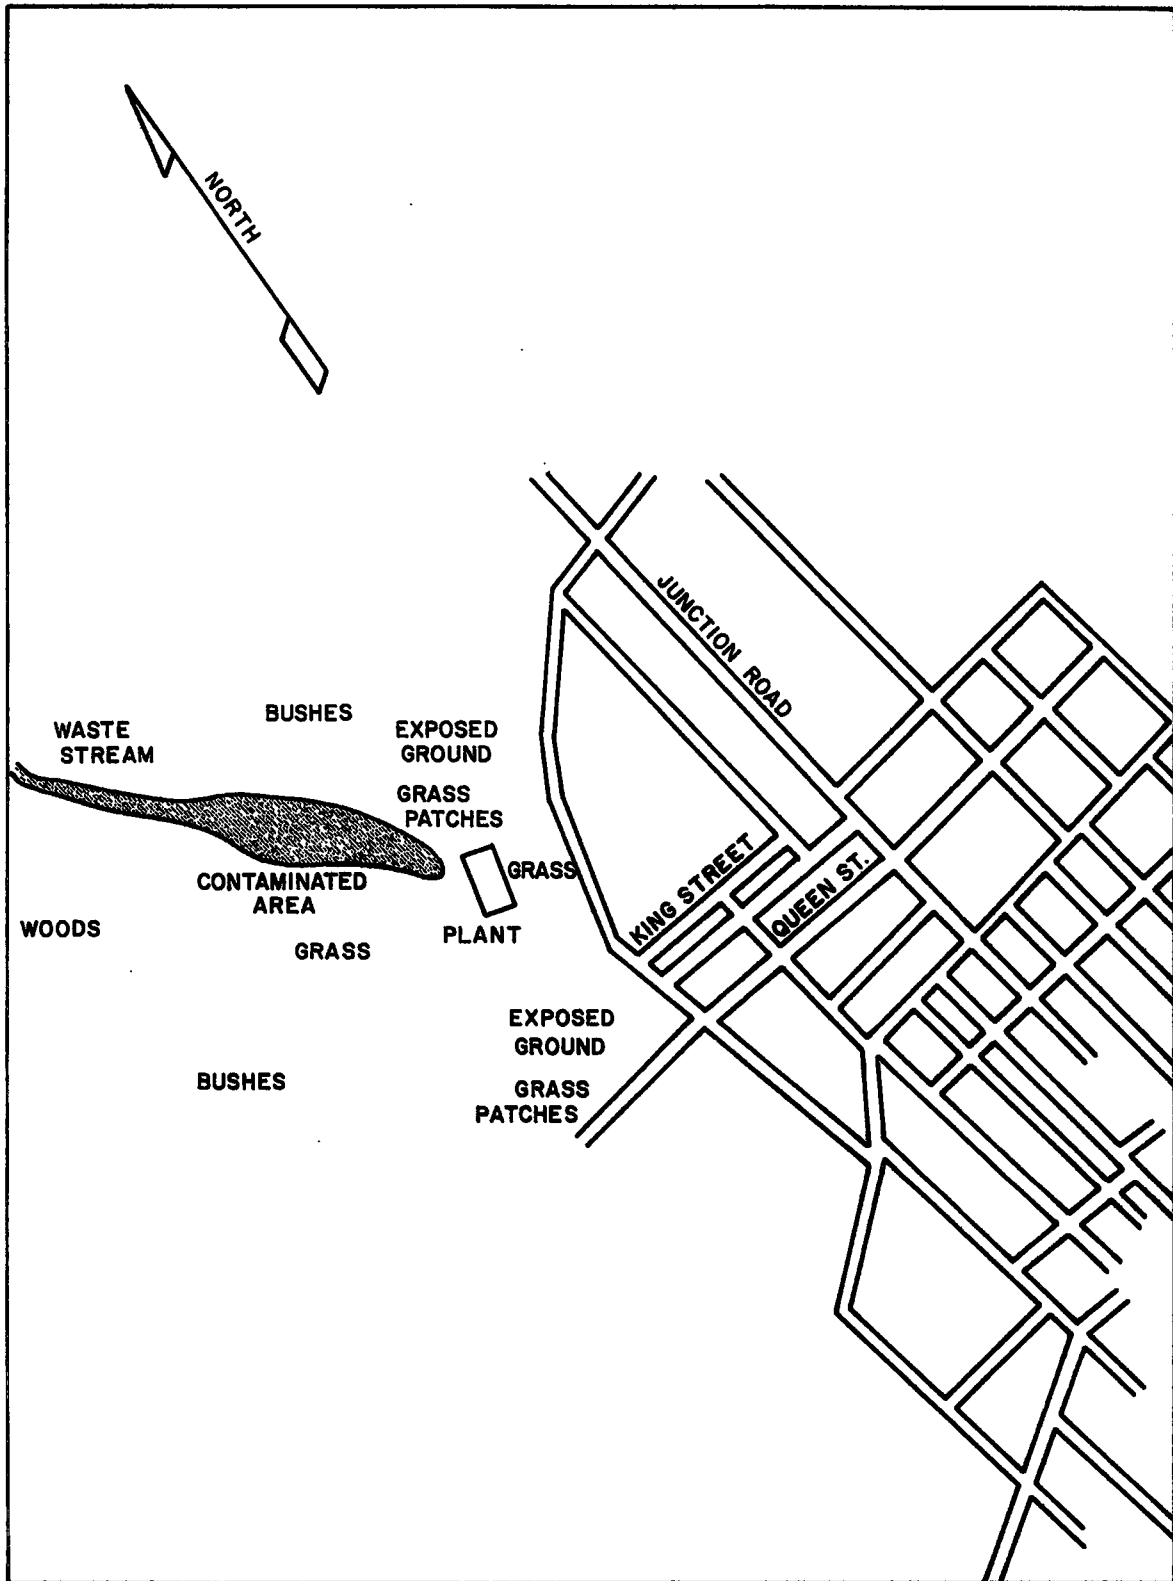 NORTH
JUNCTION ROAD
BUSHES
WASTE
STREAM
EXPOSED
GROUND
GRASS
PATCHES
KING STREET
GRASS
QUEEN ST.
CONTAMINATED
AREA
WOODS
PLANT
GRASS
EXPOSED
GROUND
BUSHES
GRASS
PATCHES